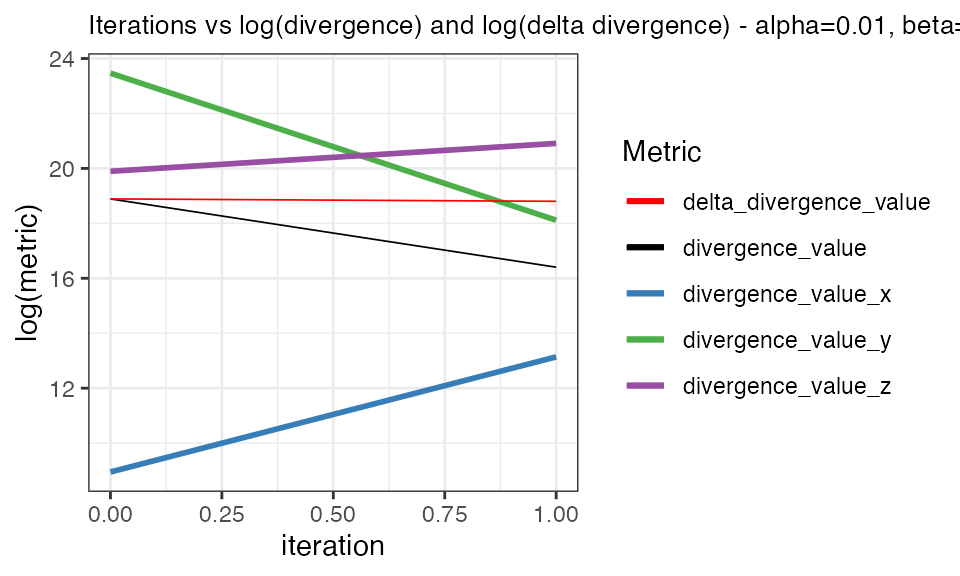 Iterations vs log(divergence) and log(delta divergence) - alpha=0.01, beta=
24
20
16
12
log(metric)
0.00 0.25 0.50 0.75 1.00
iteration
Metric
delta_divergence_value
divergence_value
divergence_value_x
divergence_value_y
divergence_value_z